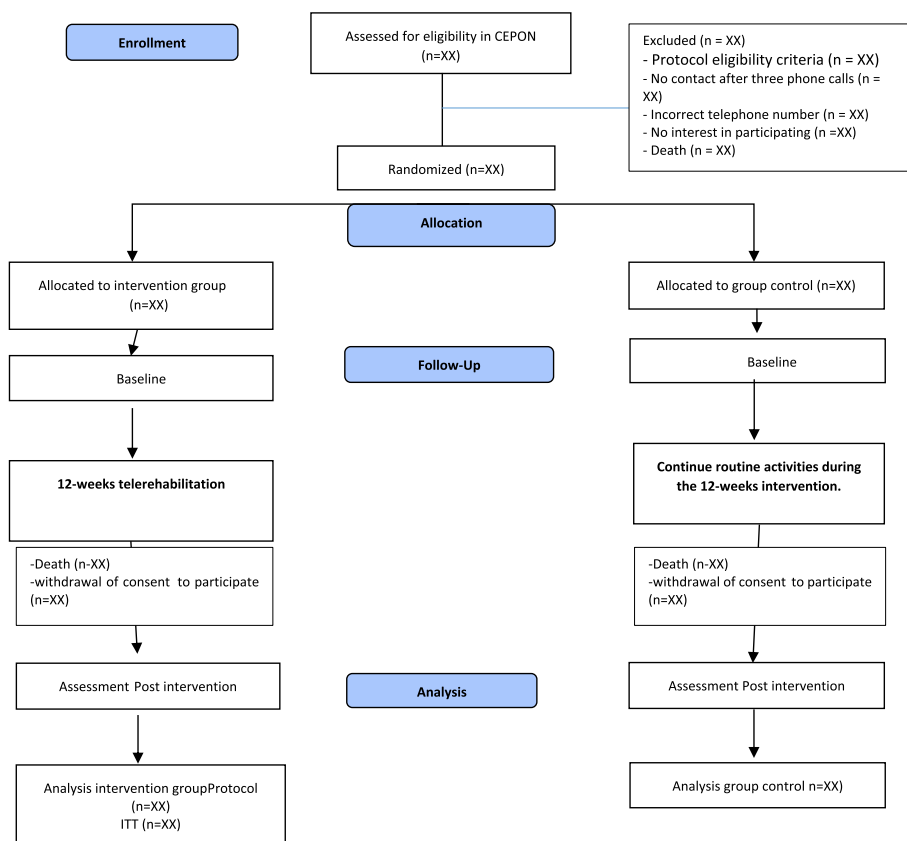 Enrollment
Assessed for eligibility in CEPON
(n=XX)
Excluded (n = XX)
- Protocol eligibility criteria (n = XX)
- No contact after three phone calls (n =
XX)
- Incorrect telephone number (n = XX)
- No interest in participating (n =XX)
- Death (n = XX)
Randomized (n=XX)
Allocation
Allocated to intervention group
(n=XX)
Allocated to group control (n=XX)
Baseline
Follow-Up
Baseline
12-weeks telerehabilitation
Continue routine activities during
the 12-weeks intervention.
-Death (n-XX)
-withdrawal of consent to participate
(n=XX)
-Death (n-XX)
-withdrawal of consent to participate
(n=XX)
Assessment Post intervention
Analysis
Assessment Post intervention
Analysis intervention groupProtocol
(n=XX)
ITT (n=XX)
Analysis group control n=XX)